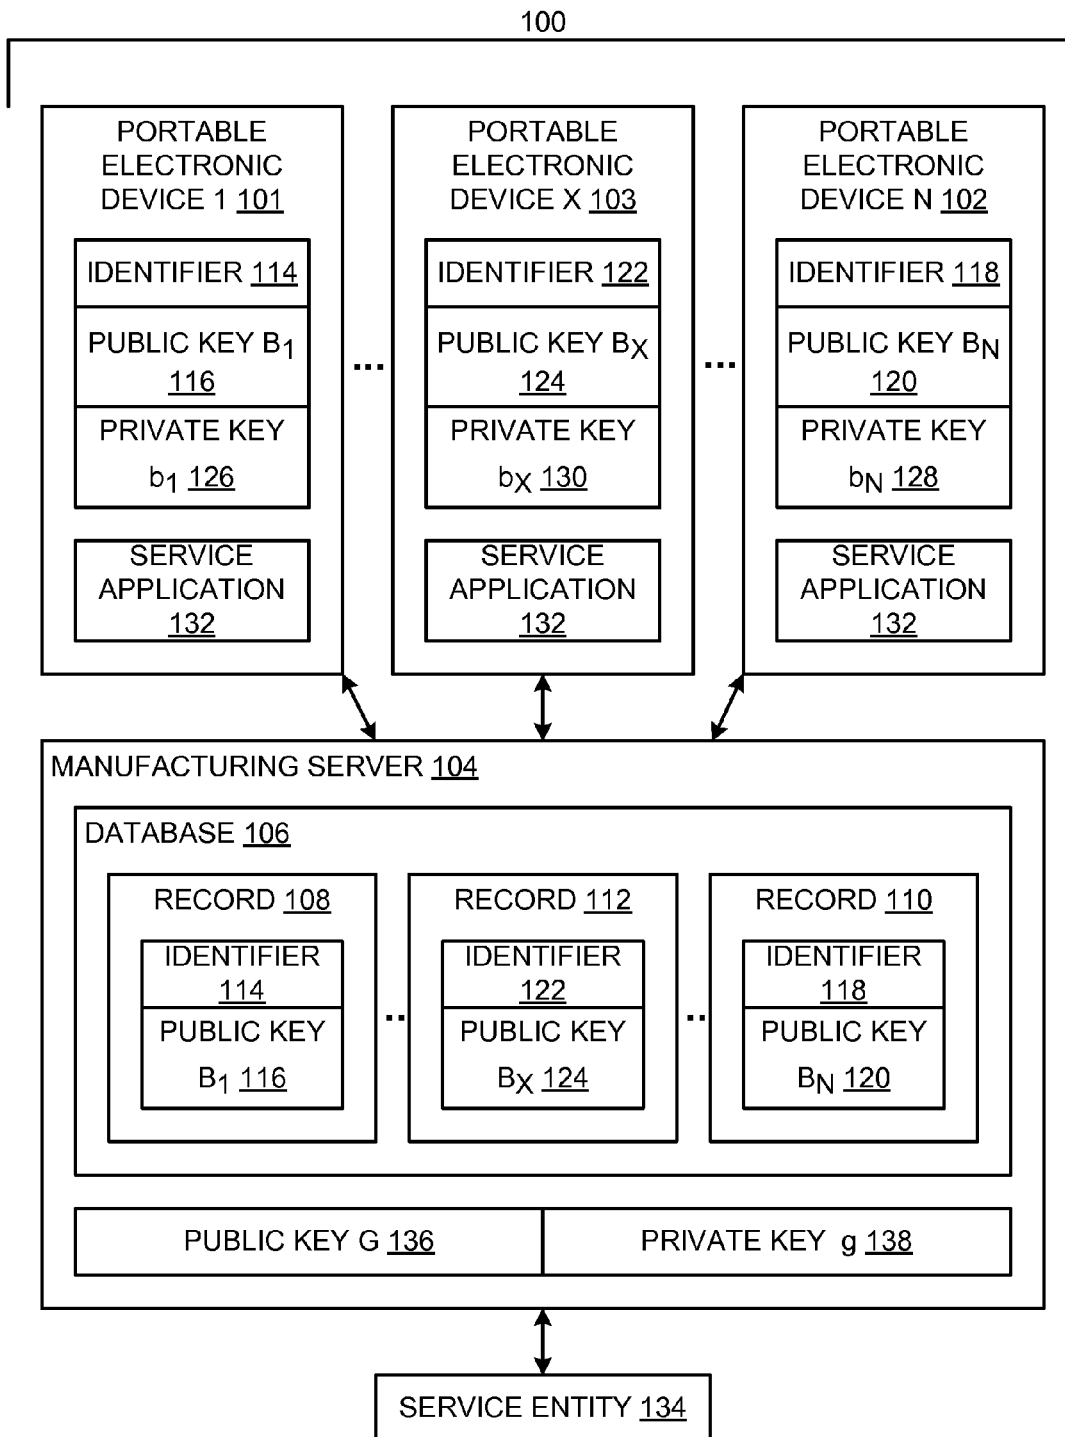 100
PORTABLE
ELECTRONIC
DEVICE 1 101
IDENTIFIER 114
PUBLIC KEY B1
116
PRIVATE KEY
b1 126
SERVICE
APPLICATION
132
...
PORTABLE
ELECTRONIC
DEVICE X 103
IDENTIFIER 122
PUBLIC KEY BX
124
PRIVATE KEY
bX 130
SERVICE
APPLICATION
132
...
PORTABLE
ELECTRONIC
DEVICE N 102
IDENTIFIER 118
PUBLIC KEY BN
120
PRIVATE KEY
bN 128
SERVICE
APPLICATION
132
MANUFACTURING SERVER 104
DATABASE 106
RECORD 108
IDENTIFIER
114
PUBLIC KEY
B1 116
..
RECORD 112
IDENTIFIER
122
PUBLIC KEY
BX 124
..
RECORD 110
IDENTIFIER
118
PUBLIC KEY
BN 120
PUBLIC KEY G 136
PRIVATE KEY g 138
SERVICE ENTITY 134